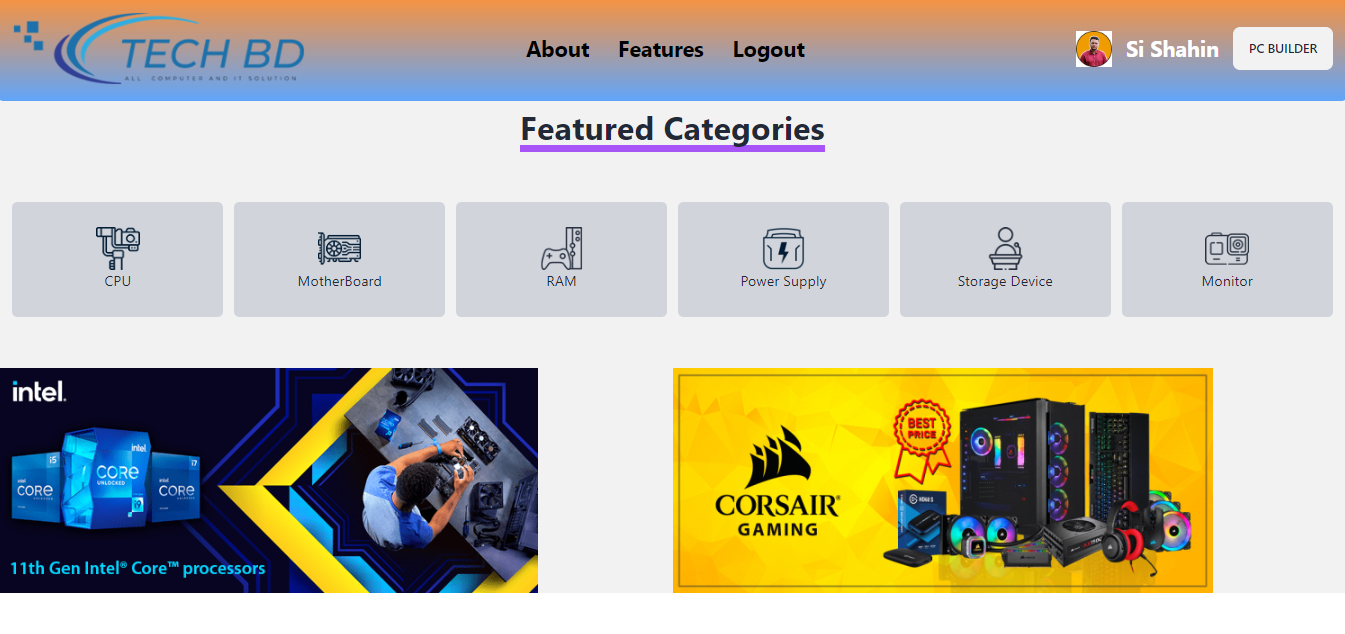 TECH BD
ALL COMPUTER AND IT SOLUTION
About Features Logout
Si Shahin
PC BUILDER
Featured Categories
CPU
MotherBoard
RAM
Power Supply
Storage Device
Monitor
intel.
intel
i5
i7
CORE
UNLOCKED
CORE
CORE
i9
11th Gen Intel® Core™ processors
BEST
PRICE
CORSAIR®
GAMING